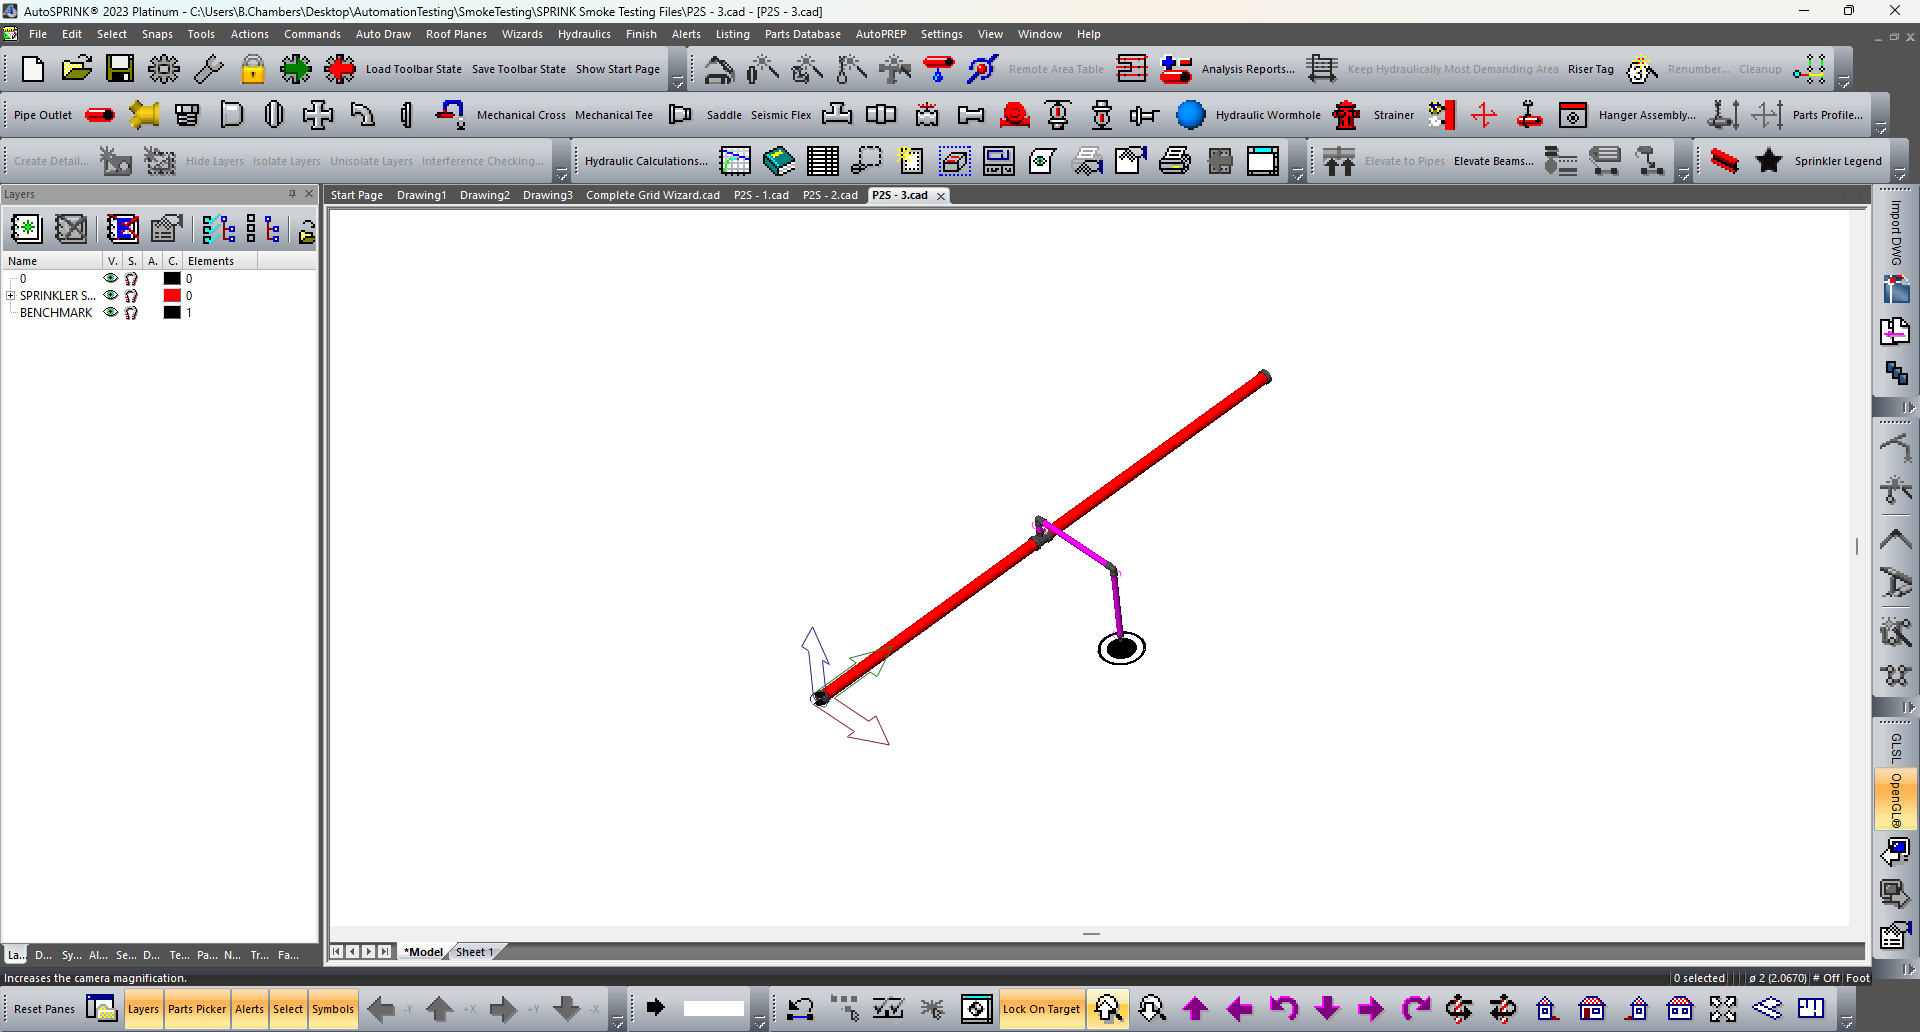 AutoSPRINK® 2023 Platinum - C:\Users\B.Chambers\Desktop\AutomationTesting\SmokeTesting\SPRINK Smoke Testing Files\P2S - 3.cad - [P2S - 3.cad]
File Edit Select Snaps Tools Actions Commands Auto Draw Roof Planes Wizards Hydraulics Finish Alerts Listing Parts Database AutoPREP Settings View Window Help
Load Toolbar State Save Toolbar State Show Start Page Remote Area Table Analysis Reports... Keep Hydraulically Most Demanding Area Riser Tag Renumber... Cleanup
Pipe Outlet Mechanical Cross Mechanical Tee Saddle Seismic Flex Hydraulic Wormhole Strainer Hanger Assembly... Parts Profile...
Create Detail... Hide Layers Isolate Layers Unisolate Layers Interference Checking... Hydraulic Calculations... Elevate to Pipes Elevate Beams... Sprinkler Legend
Layers
Start Page Drawing1 Drawing2 Drawing3 Complete Grid Wizard.cad P2S - 1.cad P2S - 2.cad P2S - 3.cad
Import DWG
Name V. S. A. C. Elements
0 0
SPRINKLER S... 0
BENCHMARK 1
GLSL
OpenGL®
*Model Sheet 1
La... D... Sy... Al... Se... D... Te... Pa... N... Tr... Fa...
Increases the camera magnification.
0 selected ø 2 (2.0670) # Off Foot
Reset Panes Layers Parts Picker Alerts Select Symbols -Y +X +Y -X Lock On Target